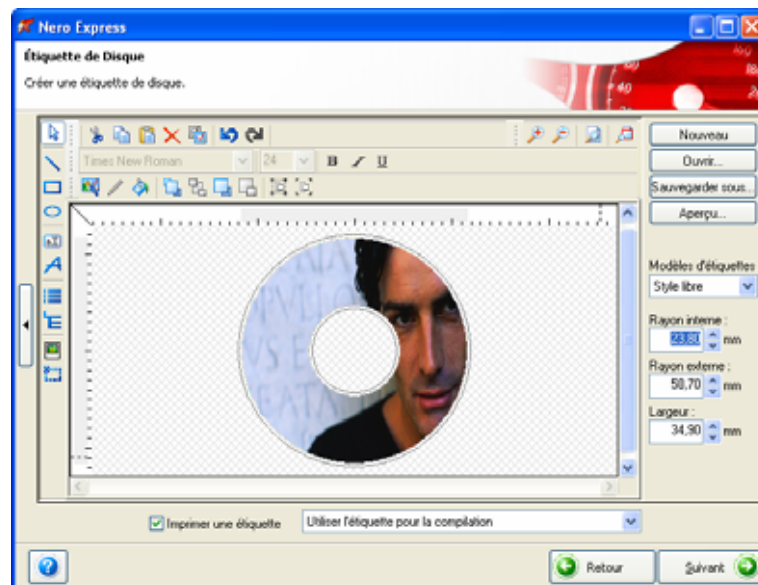 Nero Express
Étiquette de Disque
Créer une étiquette de disque.
Nouveau
Times New Roman 24 B I U
Ouvrir...
Sauvegarder sous...
Aperçu...
Modèles d'étiquettes
Style libre
Rayon interne :
23,80 mm
Rayon externe :
50,70 mm
Largeur :
34,90 mm
Imprimer une étiquette Utiliser l'étiquette pour la compilation
Retour Suivant